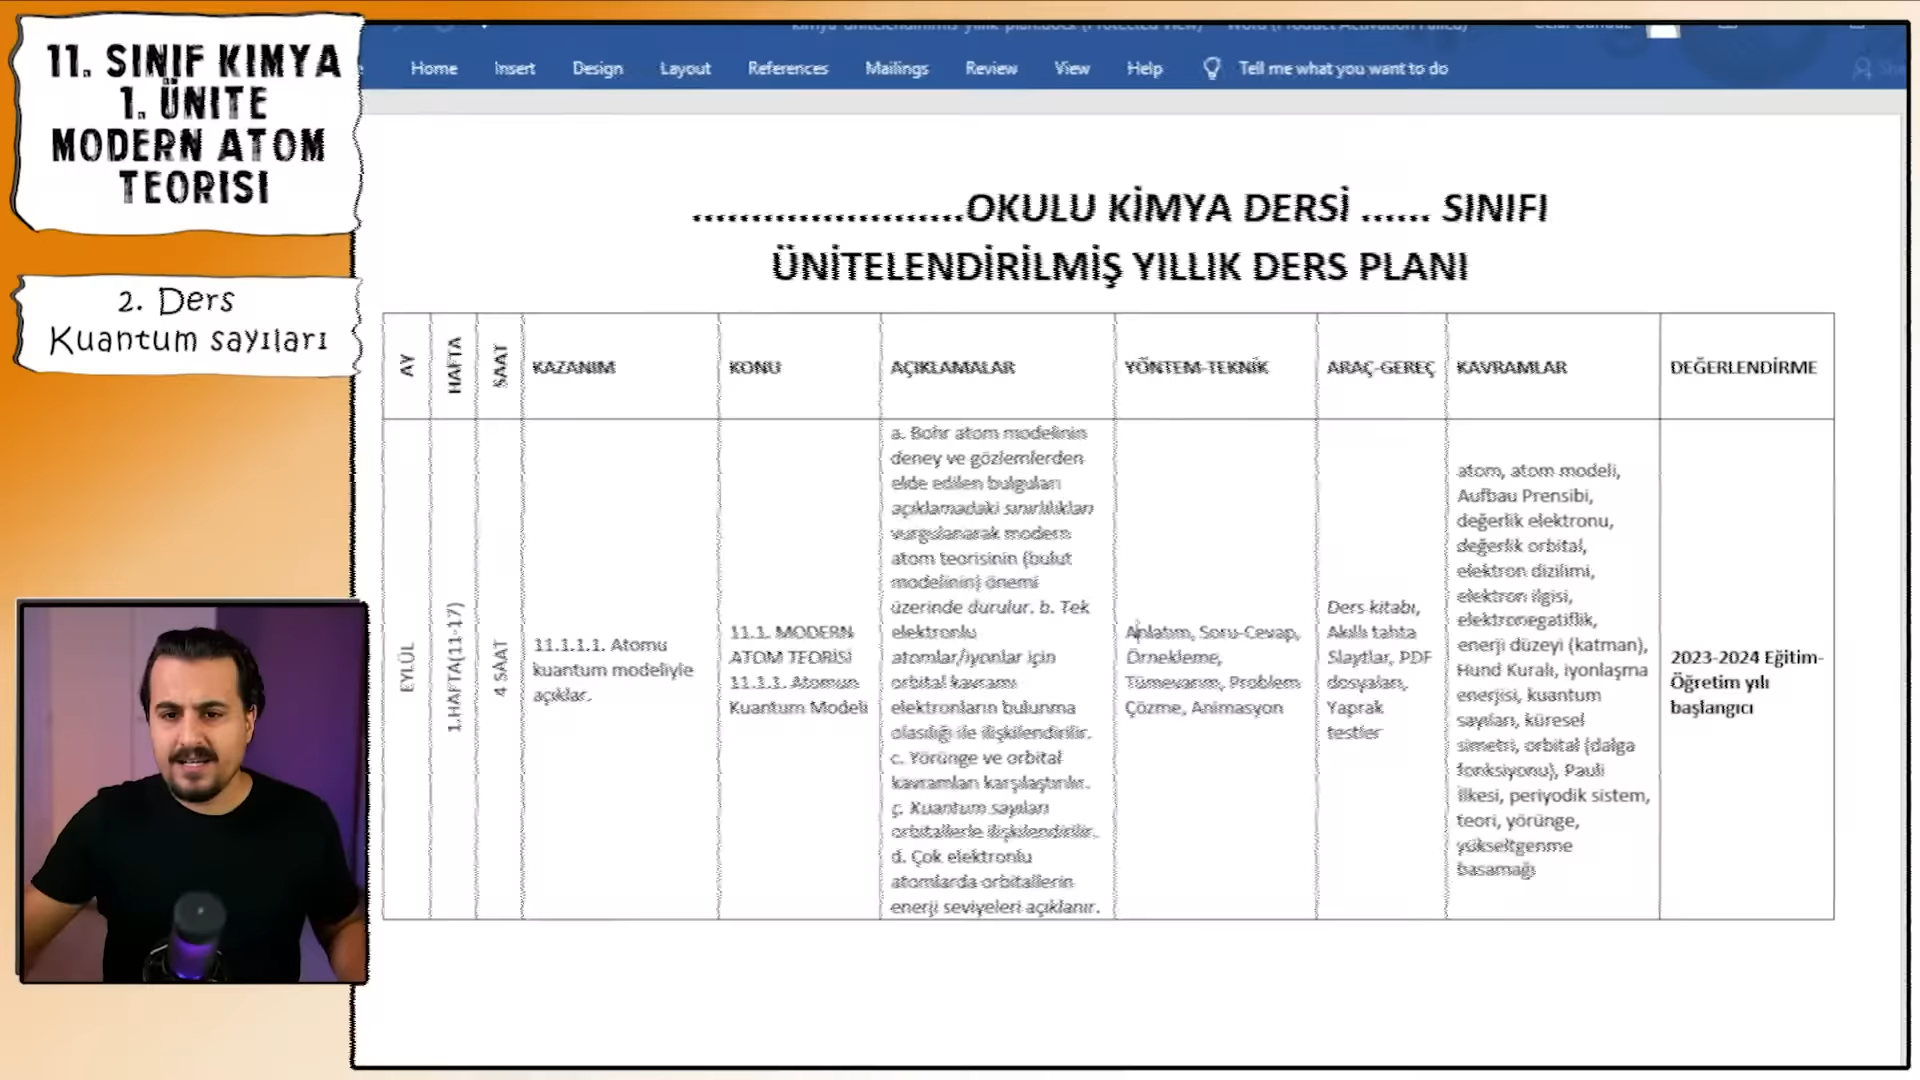 11. SINIF KIMYA
1. ÜNITE
MODERN ATOM
TEORISI
2. Ders
Kuantum sayıları
Home Insert Design Layout References Mailings Review View Help Tell me what you want to do
......................OKULU KİMYA DERSİ ...... SINIFI
ÜNİTELENDİRİLMİŞ YILLIK DERS PLANI
AY
HAFTA
SAAT
KAZANIM
KONU
AÇIKLAMALAR
YÖNTEM-TEKNİK
ARAÇ-GEREÇ
KAVRAMLAR
DEĞERLENDİRME
EYLÜL
1.HAFTA(11-17)
4 SAAT
11.1.1.1. Atomu
kuantum modeliyle
açıklar.
11.1. MODERN
ATOM TEORİSİ
11.1.1. Atomun
Kuantum Modeli
a. Bohr atom modelinin
deney ve gözlemlerden
elde edilen bulguları
açıklamadaki sınırlılıkları
vurgulanarak modern
atom teorisinin (bulut
modelinin) önemi
üzerinde durulur. b. Tek
elektronlu
atomlar/iyonlar için
orbital kavramı
elektronların bulunma
olasılığı ile ilişkilendirilir.
c. Yörünge ve orbital
kavramları karşılaştırılır.
ç. Kuantum sayıları
orbitallerle ilişkilendirilir.
d. Çok elektronlu
atomlarda orbitallerin
enerji seviyeleri açıklanır.
Anlatım, Soru-Cevap,
Örnekleme,
Tümevarım, Problem
Çözme, Animasyon
Ders kitabı,
Akıllı tahta
Slaytlar, PDF
dosyaları,
Yaprak
testler
atom, atom modeli,
Aufbau Prensibi,
değerlik elektronu,
değerlik orbital,
elektron dizilimi,
elektron ilgisi,
elektronegatiflik,
enerji düzeyi (katman),
Hund Kuralı, iyonlaşma
enerjisi, kuantum
sayıları, küresel
simetri, orbital (dalga
fonksiyonu), Pauli
İlkesi, periyodik sistem,
teori, yörünge,
yükseltgenme
basamağı
2023-2024 Eğitim-
Öğretim yılı
başlangıcı